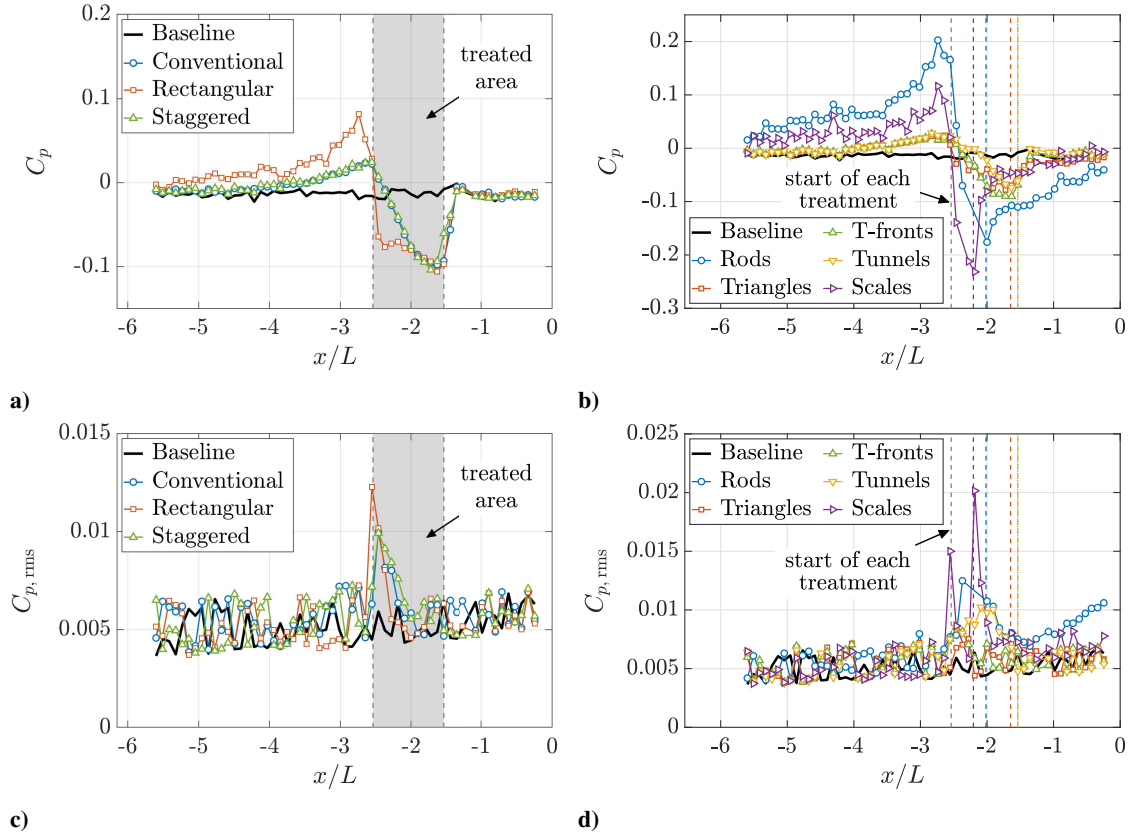 0.2
0.1
0
-0.1
C_p
Baseline
Conventional
Rectangular
Staggered
treated
area
-6 -5 -4 -3 -2 -1 0
x/L
a)
0.2
0.1
0
-0.1
-0.2
-0.3
C_p
start of each
treatment
Baseline T-fronts
Rods Tunnels
Triangles Scales
-6 -5 -4 -3 -2 -1 0
x/L
b)
0.015
0.01
0.005
0
C_{p, rms}
Baseline
Conventional
Rectangular
Staggered
treated
area
-6 -5 -4 -3 -2 -1 0
x/L
c)
0.025
0.02
0.015
0.01
0.005
0
C_{p, rms}
Baseline T-fronts
Rods Tunnels
Triangles Scales
start of each
treatment
-6 -5 -4 -3 -2 -1 0
x/L
d)